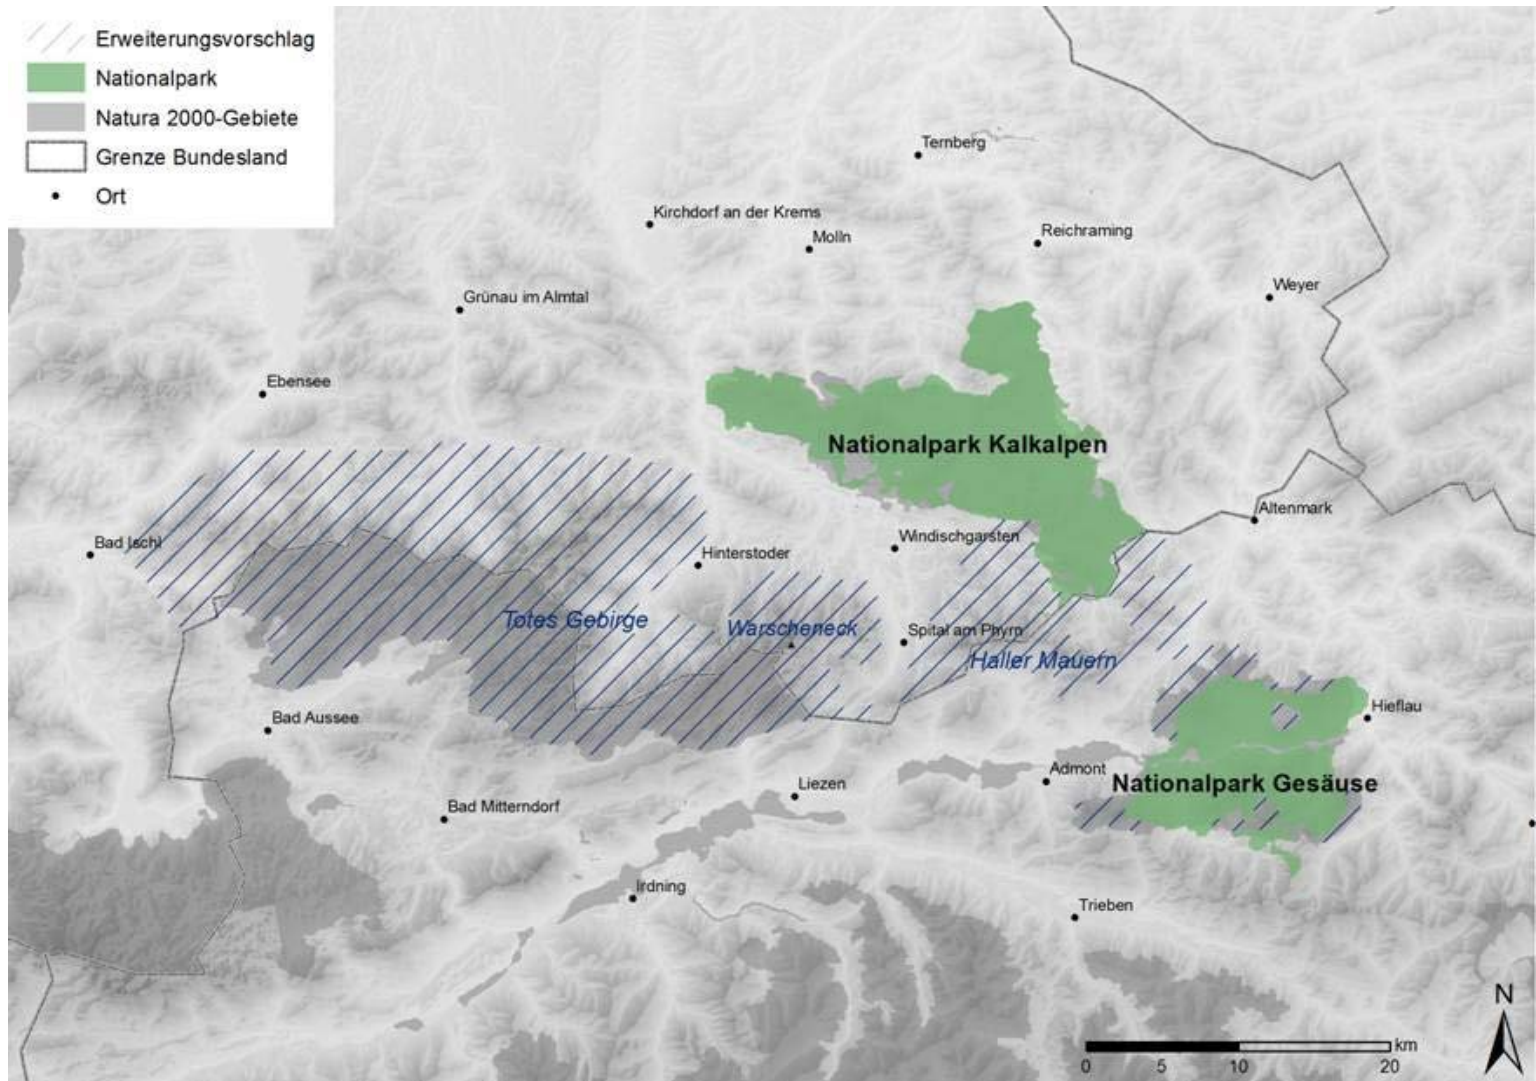 Erweiterungsvorschlag
Nationalpark
Natura 2000-Gebiete
Grenze Bundesland
Ort
Ternberg
Kirchdorf an der Krems
Molln
Reichraming
Weyer
Grünau im Almtal
Ebensee
Nationalpark Kalkalpen
Altenmark
Bad Ischl
Windischgarsten
Hinterstoder
Totes Gebirge
Warscheneck
Spital am Phyrn
Haller Mauern
Bad Aussee
Hieflau
Admont
Nationalpark Gesäuse
Liezen
Bad Mitterndorf
Irdning
Trieben
N
km
0 5 10 20